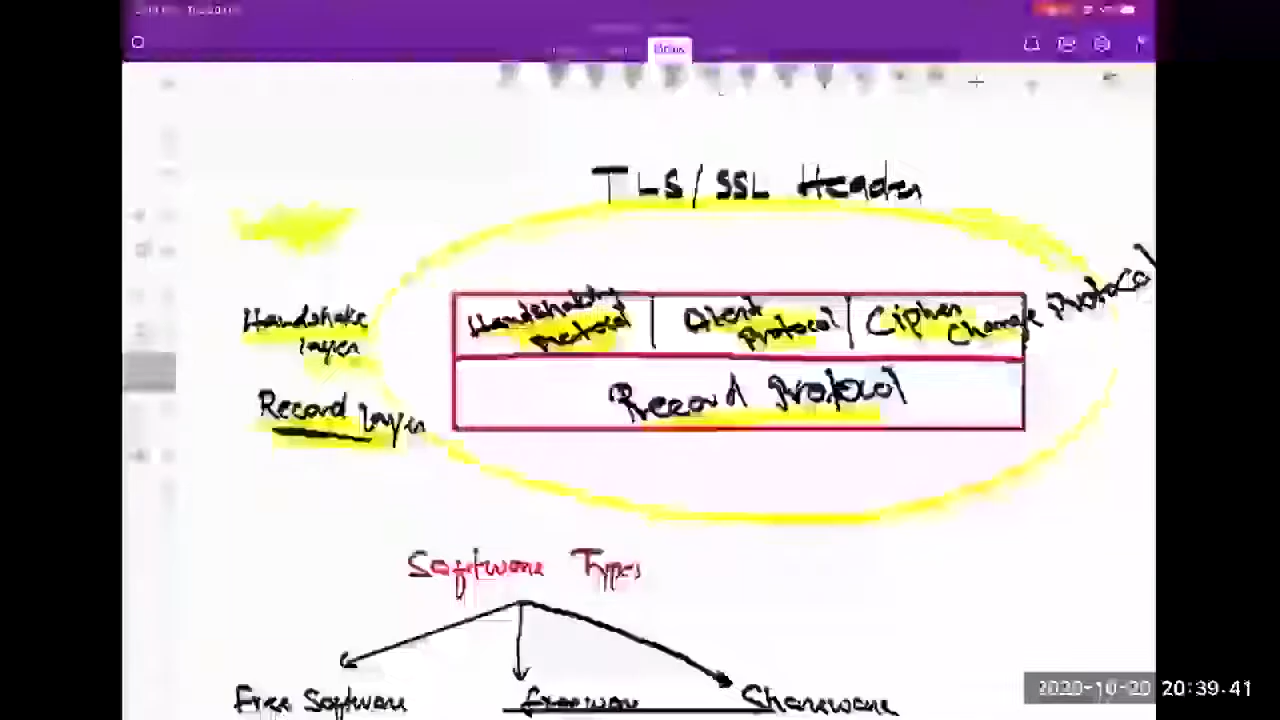 TLS/SSL Header
Handshake
layer
Handshake
Protocol
Alert
Protocol
Cipher
Change Protocol
Record layer
Record Protocol
Software Types
Free Software
freeware
Shareware
2020-10-20 20:39:41